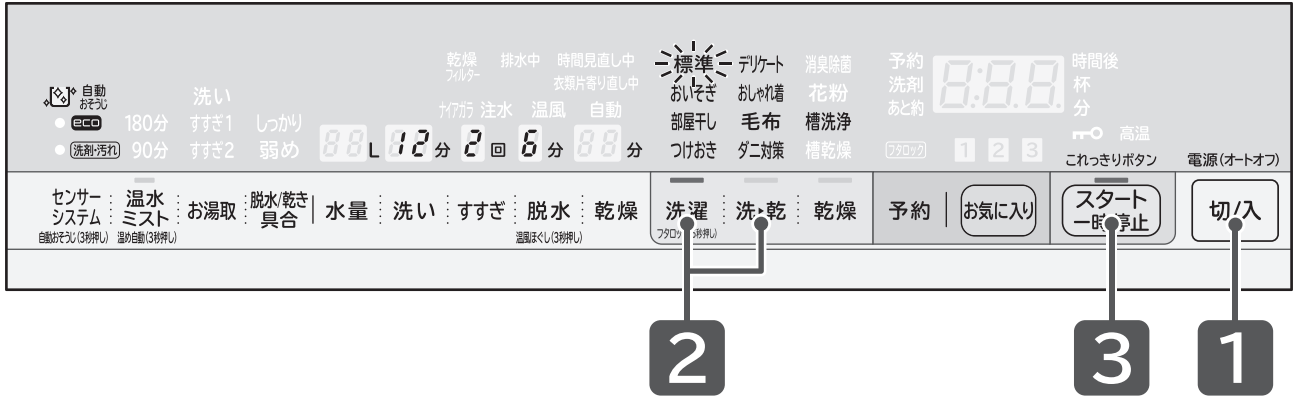 乾燥
フィルター
排水中
時間見直し中
衣類片寄り直し中
標準
デリケート
消臭除菌
予約
時間後
自動
おそうじ
洗い
おいそぎ
おしゃれ着
花粉
洗剤
8:8.8.
杯
ナイアガラ
注水
温風
自動
あと約
分
eco
180分
すすぎ1
しっかり
部屋干し
毛布
槽洗浄
高温
洗剤・汚れ
90分
すすぎ2
弱め
88 L
12分
2回
6分
88分
つけおき
ダニ対策
槽乾燥
フタロック
1 2 3
これっきりボタン
電源(オートオフ)
センサー
システム
自動おそうじ(3秒押し)
温水
ミスト
温め自動(3秒押し)
お湯取
脱水/乾き
具合
水量
洗い
すすぎ
脱水
温風ほぐし(3秒押し)
乾燥
洗濯
洗▸乾
乾燥
予約
お気に入り
スタート
一時停止
切/入
2
3
1